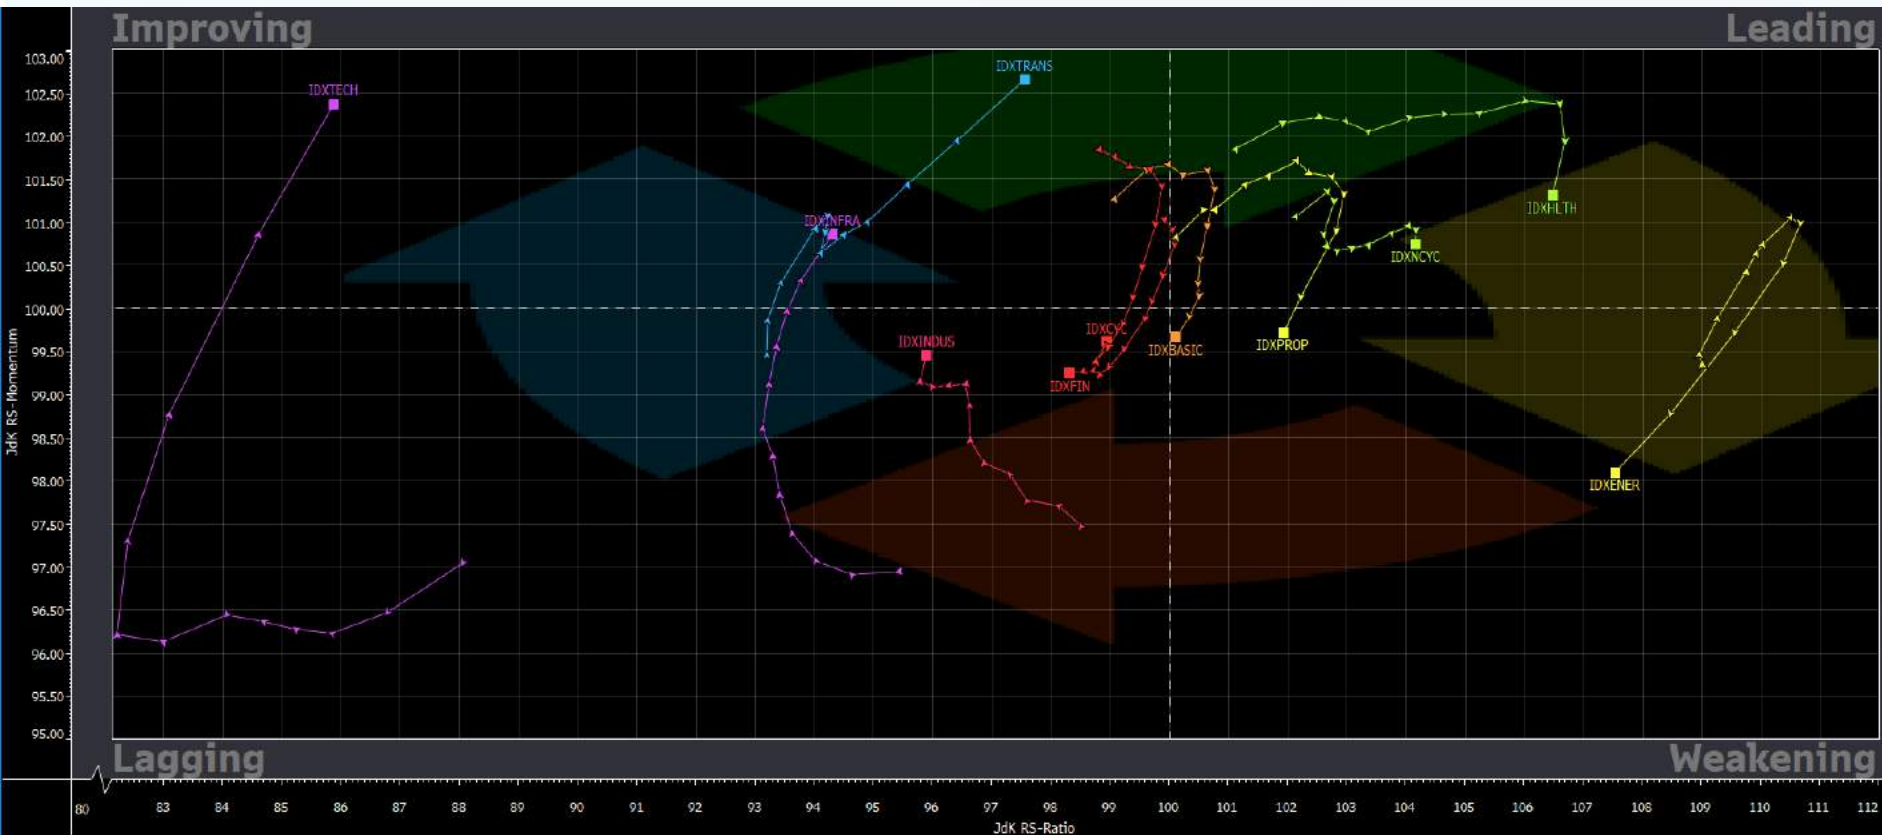 Improving
Leading
IDXTRANS
IDXTECH
IDXHLTH
IDXINFRA
IDXNCYC
IDXCYC
IDXINDUS
IDXBASIC
IDXPROP
IDXFIN
IDXENER
103.00
102.50
102.00
101.50
101.00
100.50
100.00
99.50
99.00
98.50
98.00
97.50
97.00
96.50
96.00
95.50
95.00
JdK RS-Momentum
Lagging
Weakening
80 83 84 85 86 87 88 89 90 91 92 93 94 95 96 97 98 99 100 101 102 103 104 105 106 107 108 109 110 111 112
JdK RS-Ratio